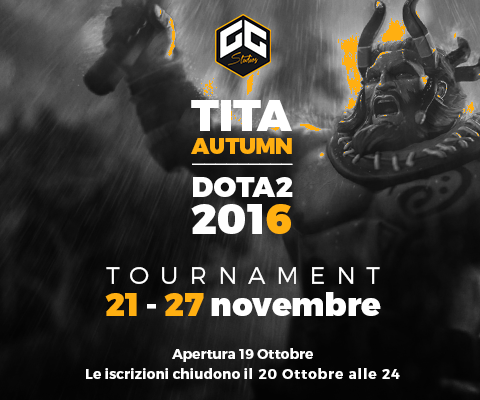 GG
Studios
TITA
AUTUMN
DOTA2
2016
TOURNAMENT
21 - 27 novembre
Apertura 19 Ottobre
Le iscrizioni chiudono il 20 Ottobre alle 24